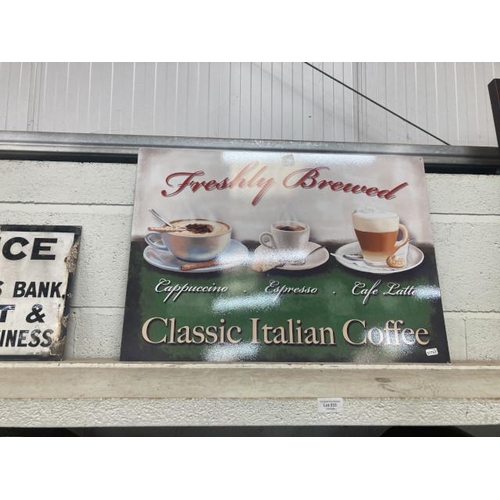 Freshly Brewed
Cappuccino . Espresso . Cafe Latte
Classic Italian Coffee
ICE
S BANK,
T &
INESS